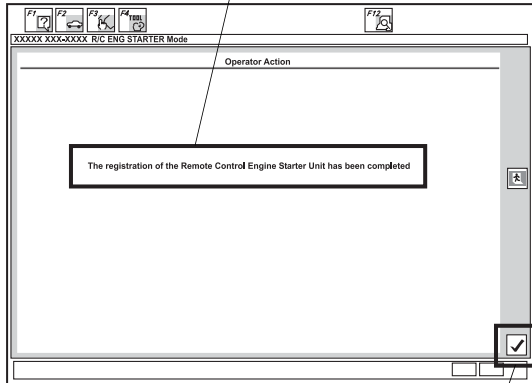 F1 F2 F3 F4 TOOL F12
XXXXX XXX-XXXX R/C ENG STARTER Mode
Operator Action
The registration of the Remote Control Engine Starter Unit has been completed